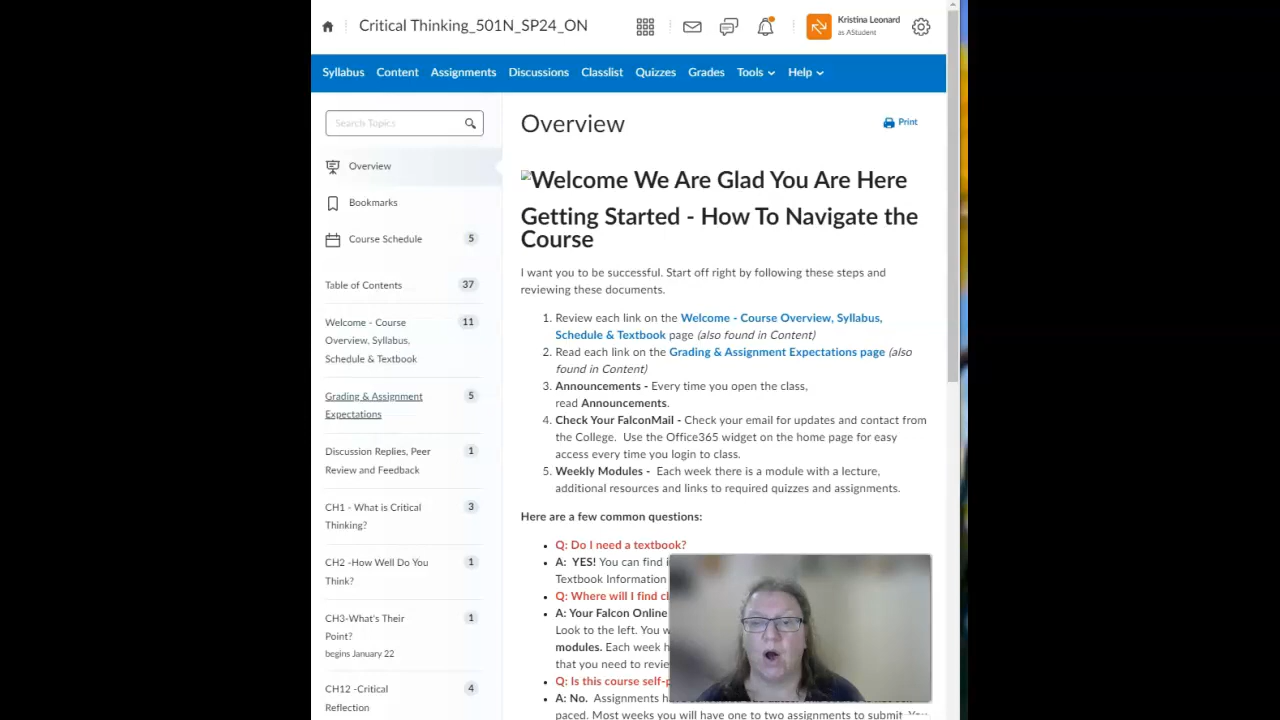 Critical Thinking_501N_SP24_ON
Kristina Leonard
as AStudent
Syllabus Content Assignments Discussions Classlist Quizzes Grades Tools Help
Search Topics
Overview
Bookmarks
Course Schedule 5
Table of Contents 37
Welcome - Course 11
Overview, Syllabus,
Schedule & Textbook
Grading & Assignment 5
Expectations
Discussion Replies, Peer 1
Review and Feedback
CH1 - What is Critical 3
Thinking?
CH2 -How Well Do You 1
Think?
CH3-What's Their 1
Point?
begins January 22
CH12 -Critical 4
Reflection
Overview
Print
Welcome We Are Glad You Are Here
Getting Started - How To Navigate the
Course
I want you to be successful. Start off right by following these steps and
reviewing these documents.
1. Review each link on the Welcome - Course Overview, Syllabus,
Schedule & Textbook page (also found in Content)
2. Read each link on the Grading & Assignment Expectations page (also
found in Content)
3. Announcements - Every time you open the class,
read Announcements.
4. Check Your FalconMail - Check your email for updates and contact from
the College. Use the Office365 widget on the home page for easy
access every time you login to class.
5. Weekly Modules - Each week there is a module with a lecture,
additional resources and links to required quizzes and assignments.
Here are a few common questions:
Q: Do I need a textbook?
A: YES! You can find
Textbook Information
Q: Where will I find
A: Your Falcon Online
Look to the left. You
modules. Each week
that you need to
Q: Is this course
A: No. Assignments
paced. Most weeks you will have one to two assignments to submit. You